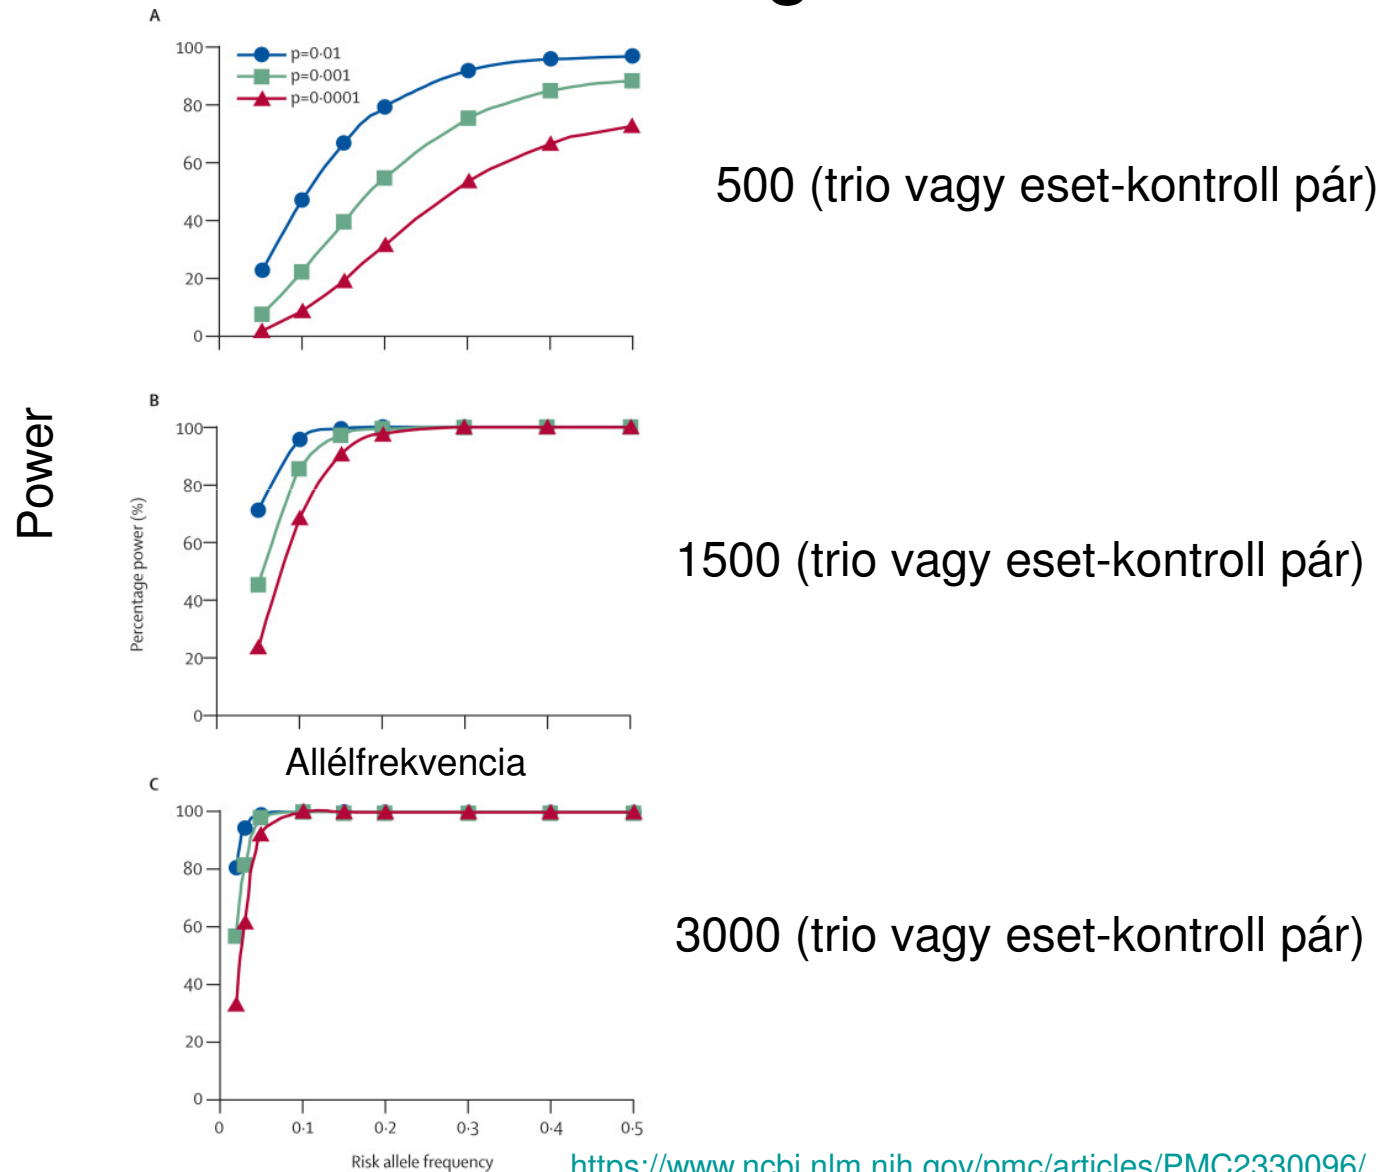 A
100
80
60
40
20
0
p=0·01
p=0·001
p=0·0001
500 (trio vagy eset-kontroll pár)
Power
B
Percentage power (%)
100
80
60
40
20
0
1500 (trio vagy eset-kontroll pár)
Allélfrekvencia
C
100
80
60
40
20
0
0 0·1 0·2 0·3 0·4 0·5
Risk allele frequency
3000 (trio vagy eset-kontroll pár)
https://www.ncbi.nlm.nih.gov/pmc/articles/PMC2330096/